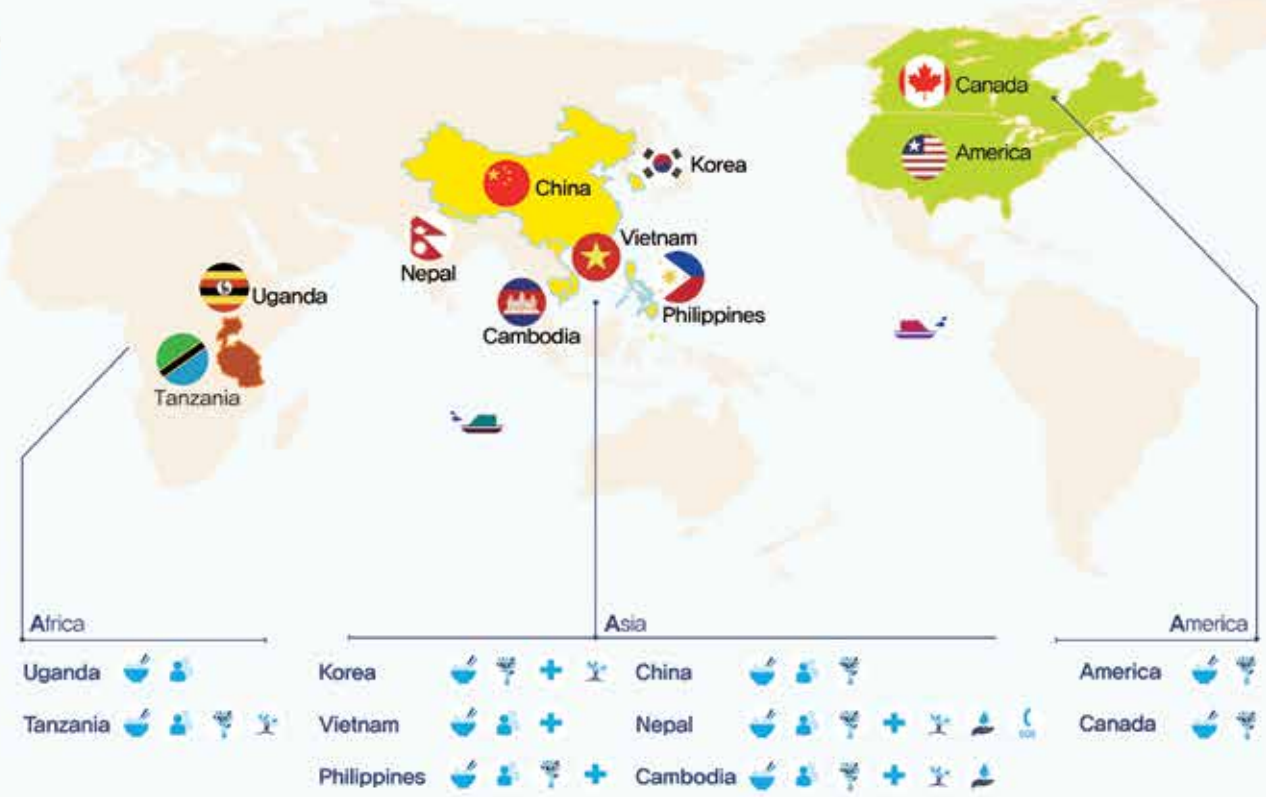 Canada
America
Korea
China
Vietnam
Nepal
Uganda
Philippines
Cambodia
Tanzania
Africa
Uganda
Tanzania
Asia
Korea
China
Vietnam
Nepal
Philippines
Cambodia
America
America
Canada
SOS